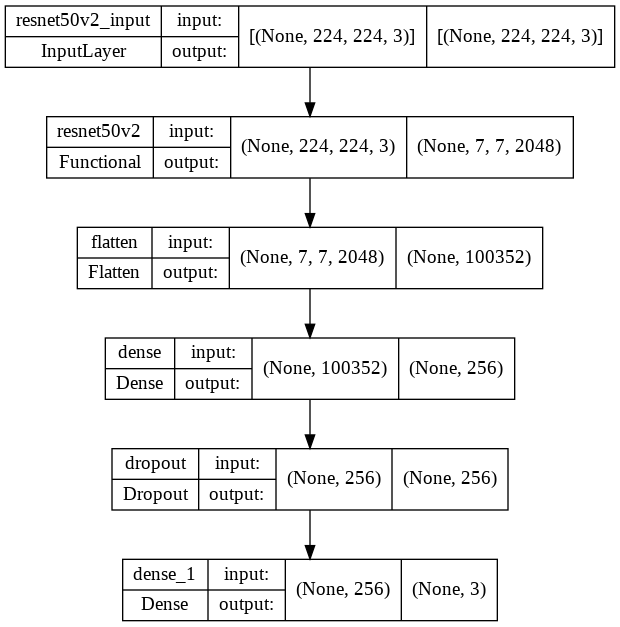 resnet50v2_input input: [(None, 224, 224, 3)] [(None, 224, 224, 3)]
InputLayer output:
resnet50v2 input: (None, 224, 224, 3) (None, 7, 7, 2048)
Functional output:
flatten input: (None, 7, 7, 2048) (None, 100352)
Flatten output:
dense input: (None, 100352) (None, 256)
Dense output:
dropout input: (None, 256) (None, 256)
Dropout output:
dense_1 input: (None, 256) (None, 3)
Dense output: